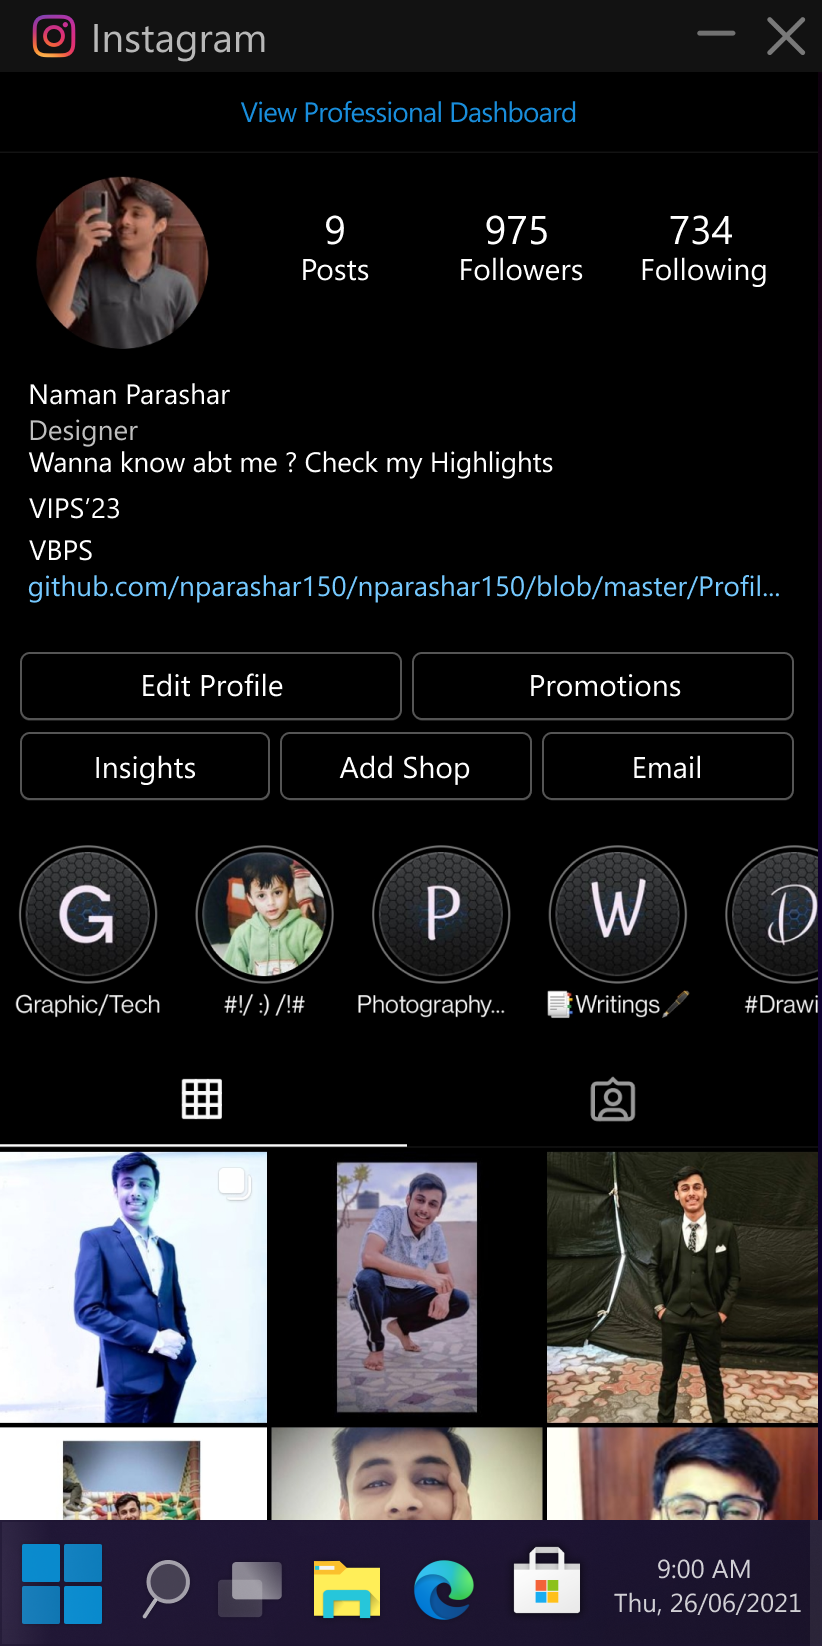 Instagram
View Professional Dashboard
9 975 734
Posts Followers Following
Naman Parashar
Designer
Wanna know abt me ? Check my Highlights
VIPS’23
VBPS
github.com/nparashar150/nparashar150/blob/master/Profil...
Edit Profile Promotions
Insights Add Shop Email
G P W D
Graphic/Tech #!/ :) /!# Photography... 📑Writings🖋️ #Drawi
9:00 AM
Thu, 26/06/2021